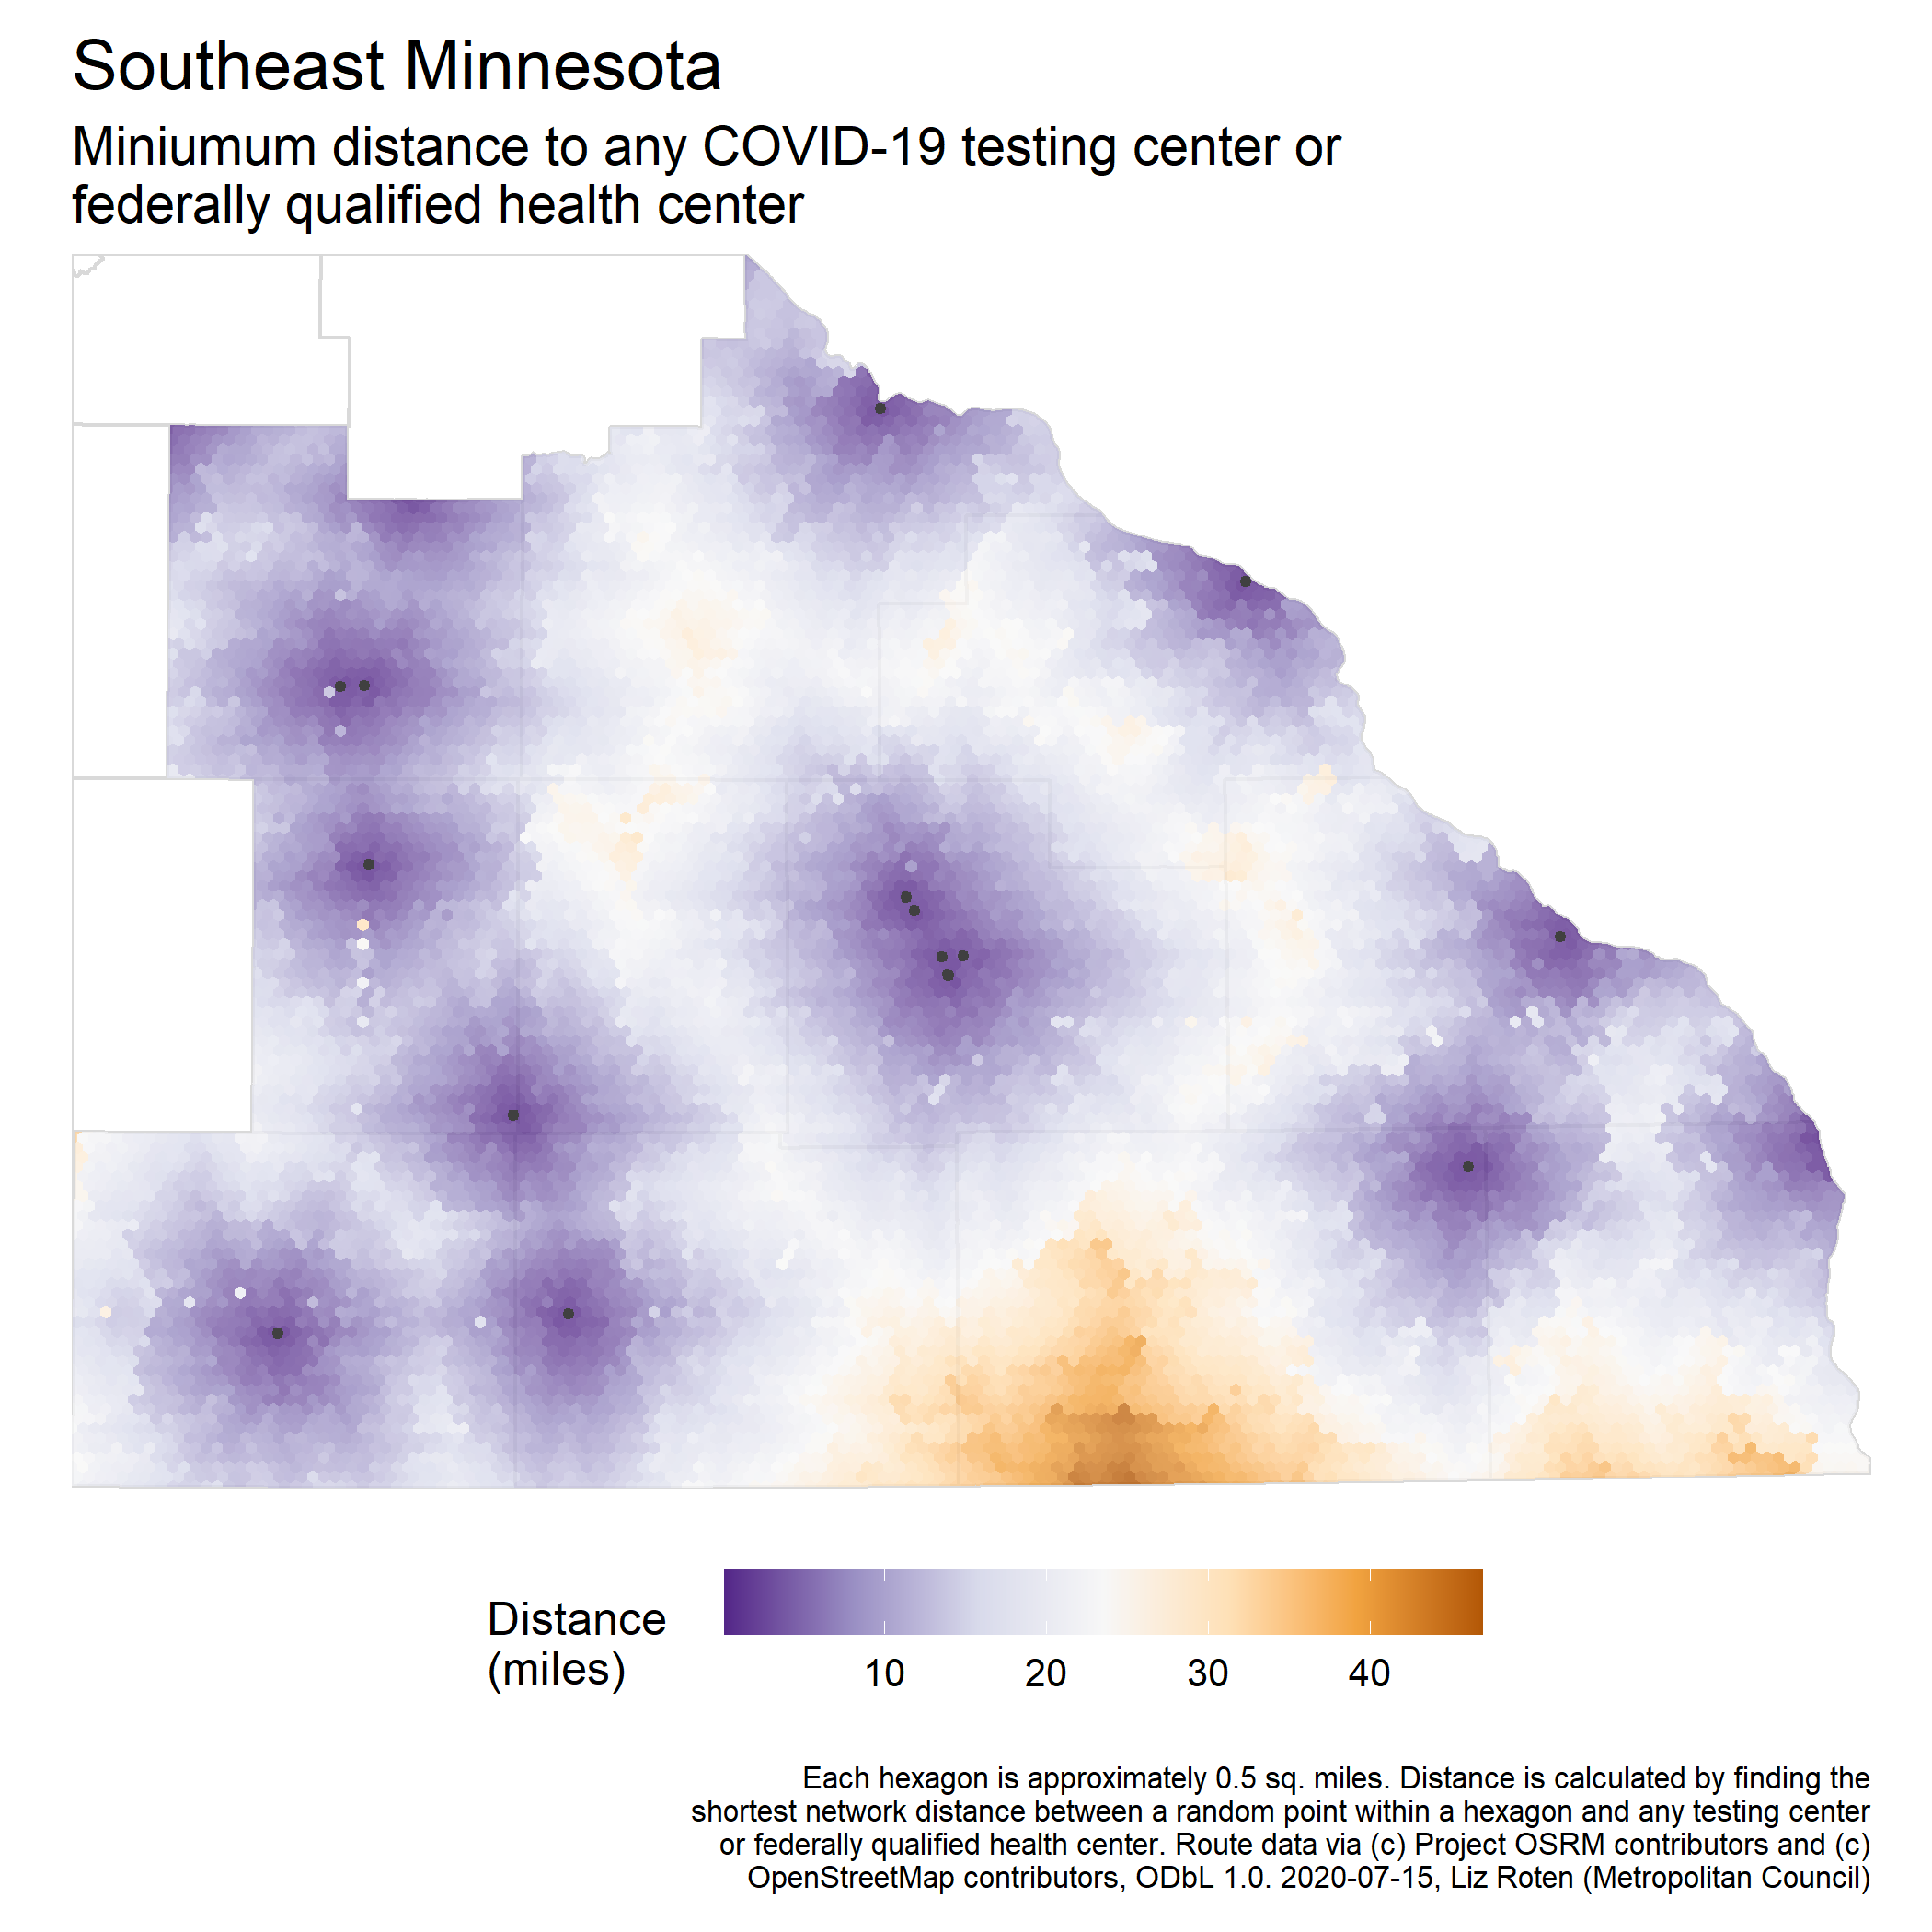 Southeast Minnesota
Miniumum distance to any COVID-19 testing center or
federally qualified health center
Distance
(miles)
10
20
30
40
Each hexagon is approximately 0.5 sq. miles. Distance is calculated by finding the
shortest network distance between a random point within a hexagon and any testing center
or federally qualified health center. Route data via (c) Project OSRM contributors and (c)
OpenStreetMap contributors, ODbL 1.0. 2020-07-15, Liz Roten (Metropolitan Council)